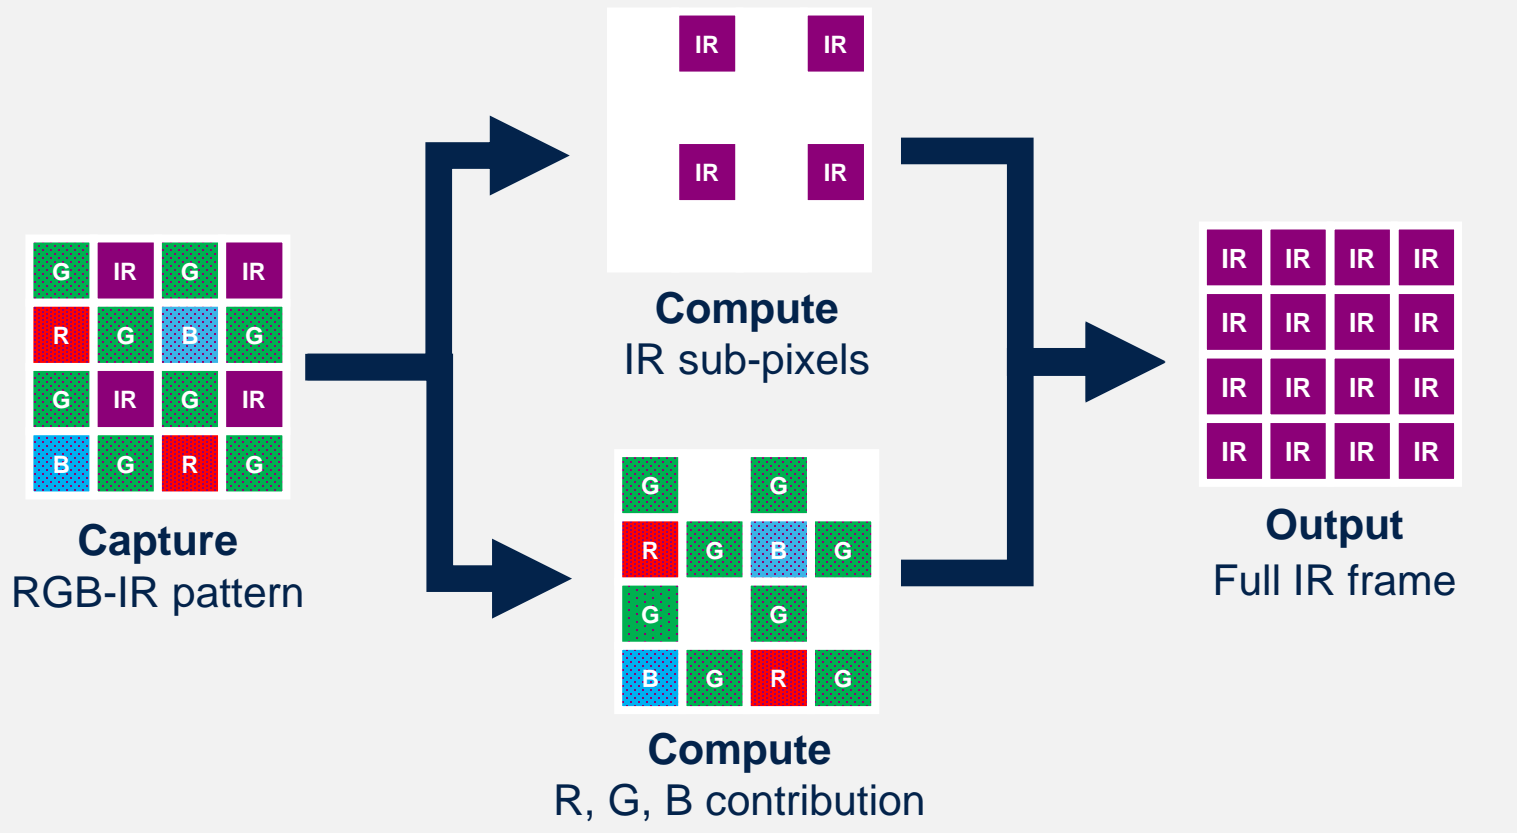 IR IR
IR IR
Compute
IR sub-pixels
G IR G IR
R G B G
G IR G IR
B G R G
Capture
RGB-IR pattern
G G
R G B G
G G
B G R G
Compute
R, G, B contribution
IR IR IR IR
IR IR IR IR
IR IR IR IR
IR IR IR IR
Output
Full IR frame